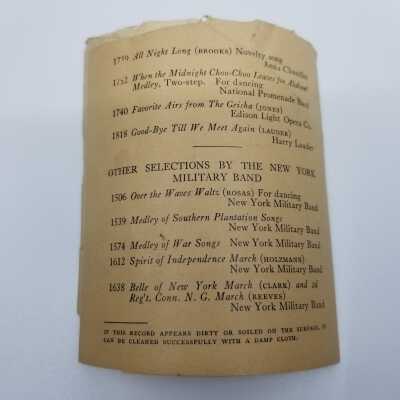 1759 All Night Long (BROOKS) Novelty song
Anna Chandler
1752 When the Midnight Choo-Choo Leaves for Alabam'
Medley, Two-step. For dancing
National Promenade Band
1740 Favorite Airs from The Geisha (JONES)
Edison Light Opera Co.
1818 Good-Bye Till We Meet Again (LAUDER)
Harry Lauder
OTHER SELECTIONS BY THE NEW YORK
MILITARY BAND
1506 Over the Waves Waltz (ROSAS) For dancing
New York Military Band
1539 Medley of Southern Plantation Songs
New York Military Band
1574 Medley of War Songs New York Military Band
1612 Spirit of Independence March (HOLZMANN)
New York Military Band
1638 Belle of New York March (CLARK) and 2d
Reg't. Conn. N. G. March (REEVES)
New York Military Band
IF THIS RECORD APPEARS DIRTY OR SOILED ON THE SURFACE, IT
CAN BE CLEANED SUCCESSFULLY WITH A DAMP CLOTH.